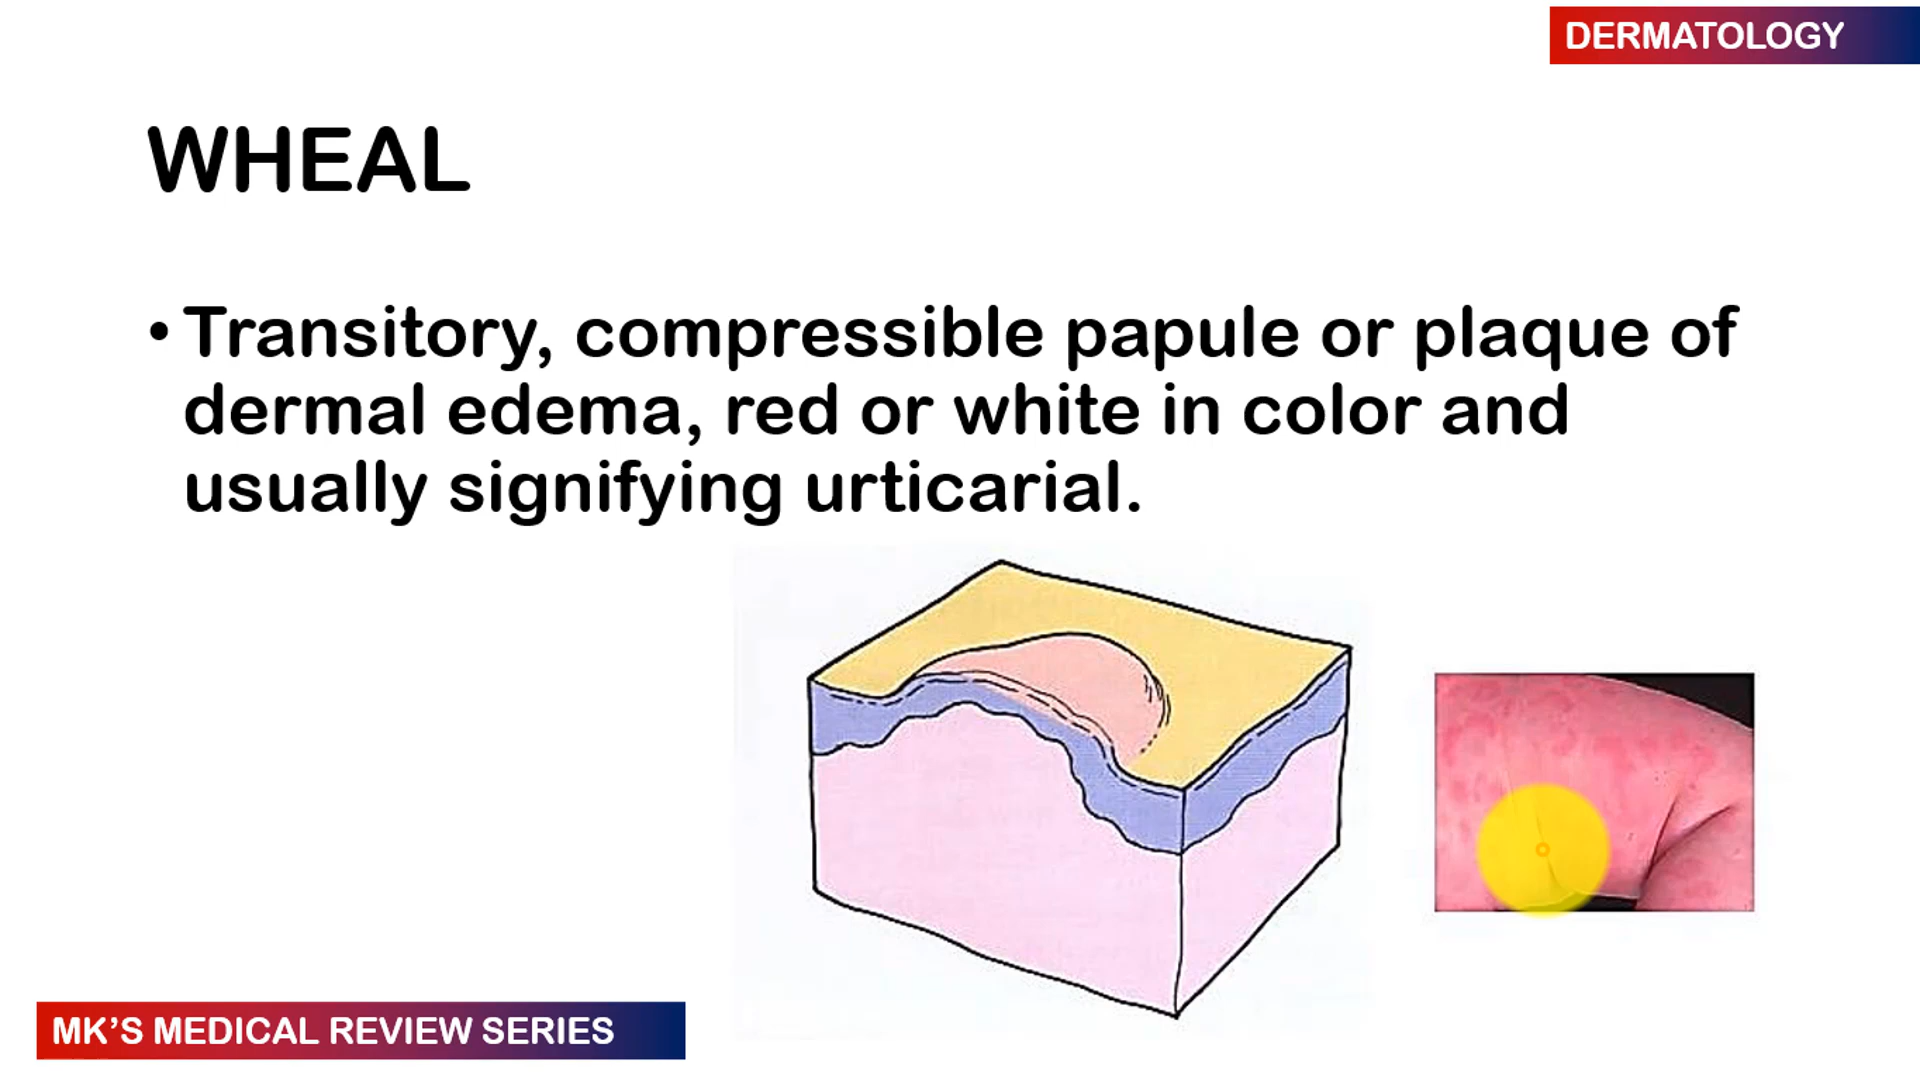 DERMATOLOGY
WHEAL
• Transitory, compressible papule or plaque of
dermal edema, red or white in color and
usually signifying urticarial.
MK’S MEDICAL REVIEW SERIES